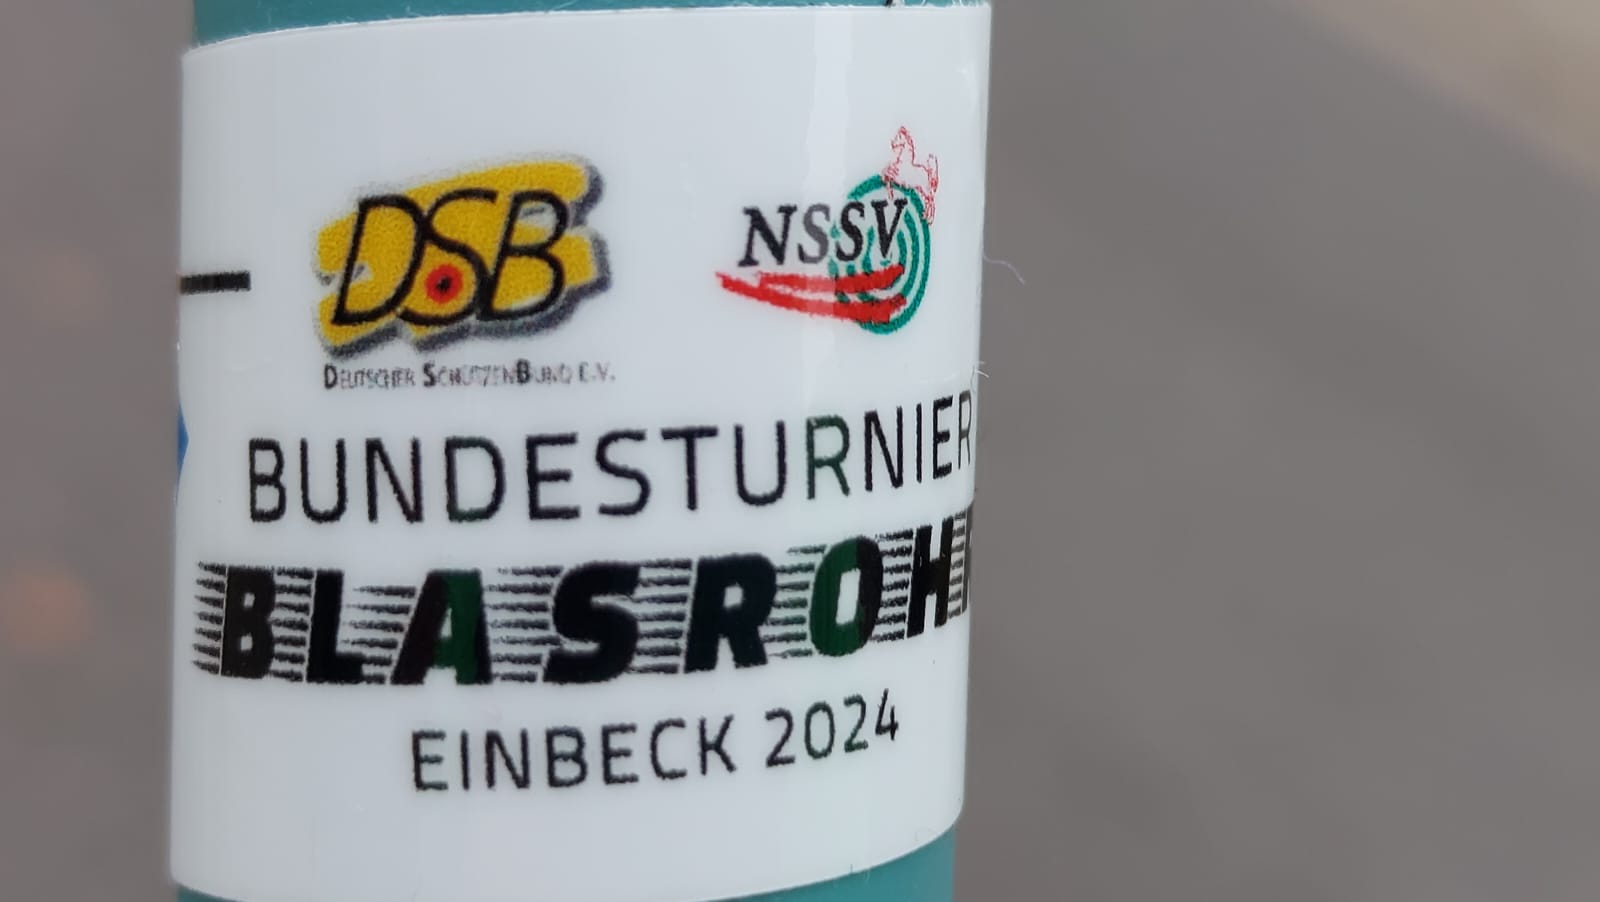 DSB
NSSV
DEUTSCHER SCHÜTZENBUND E.V.
BUNDESTURNIER
BLASROHR
EINBECK 2024